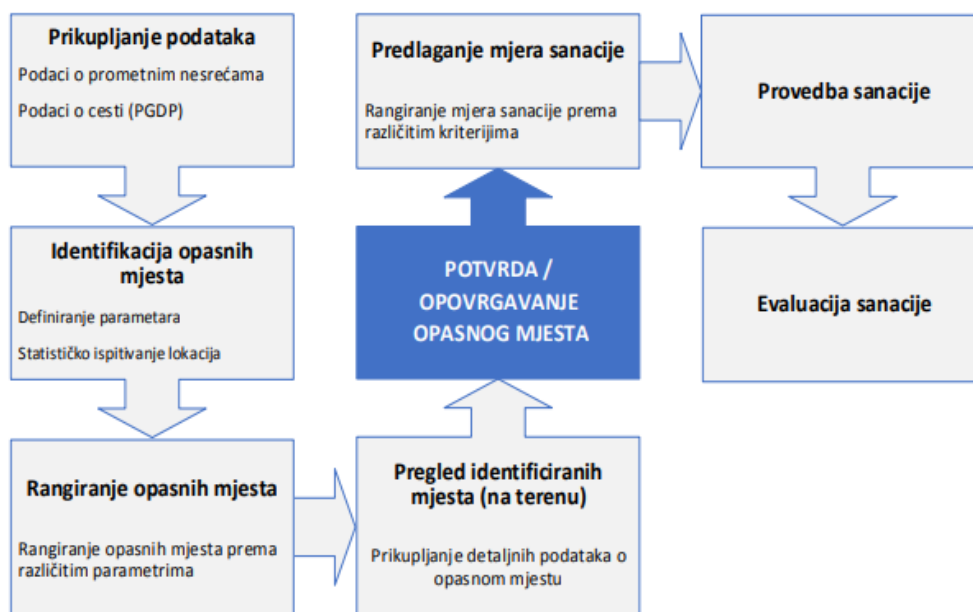 Prikupljanje podataka
Podaci o prometnim nesrećama
Podaci o cesti (PGDP)
Identifikacija opasnih
mjesta
Definiranje parametara
Statističko ispitivanje lokacija
Rangiranje opasnih mjesta
Rangiranje opasnih mjesta prema
različitim parametrima
Pregled identificiranih
mjesta (na terenu)
Prikupljanje detaljnih podataka o
opasnom mjestu
POTVRDA /
OPOVRGAVANJE
OPASNOG MJESTA
Predlaganje mjera sanacije
Rangiranje mjera sanacije prema
različitim kriterijima
Provedba sanacije
Evaluacija sanacije